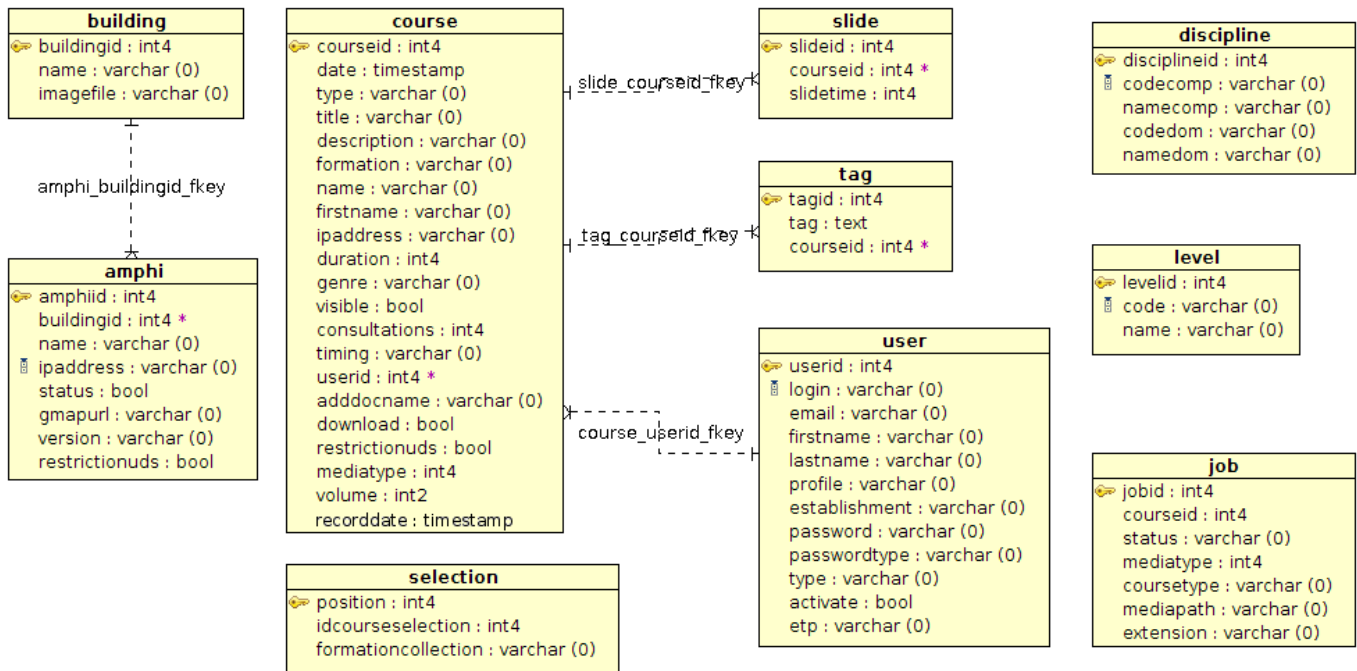 building
buildingid : int4
name : varchar (0)
imagefile : varchar (0)
amphi_buildingid_fkey
amphi
amphiid : int4
buildingid : int4 *
name : varchar (0)
ipaddress : varchar (0)
status : bool
gmapurl : varchar (0)
version : varchar (0)
restrictionuds : bool
course
courseid : int4
date : timestamp
type : varchar (0)
title : varchar (0)
description : varchar (0)
formation : varchar (0)
name : varchar (0)
firstname : varchar (0)
ipaddress : varchar (0)
duration : int4
genre : varchar (0)
visible : bool
consultations : int4
timing : varchar (0)
userid : int4 *
adddocname : varchar (0)
download : bool
restrictionuds : bool
mediatype : int4
volume : int2
recorddate : timestamp
selection
position : int4
idcourseselection : int4
formationcollection : varchar (0)
slide_courseid_fkey
tag_courseid_fkey
course_userid_fkey
slide
slideid : int4
courseid : int4 *
slidetime : int4
tag
tagid : int4
tag : text
courseid : int4 *
user
userid : int4
login : varchar (0)
email : varchar (0)
firstname : varchar (0)
lastname : varchar (0)
profile : varchar (0)
establishment : varchar (0)
password : varchar (0)
passwordtype : varchar (0)
type : varchar (0)
activate : bool
etp : varchar (0)
discipline
disciplineid : int4
codecomp : varchar (0)
namecomp : varchar (0)
codedom : varchar (0)
namedom : varchar (0)
level
levelid : int4
code : varchar (0)
name : varchar (0)
job
jobid : int4
courseid : int4
status : varchar (0)
mediatype : int4
coursetype : varchar (0)
mediapath : varchar (0)
extension : varchar (0)